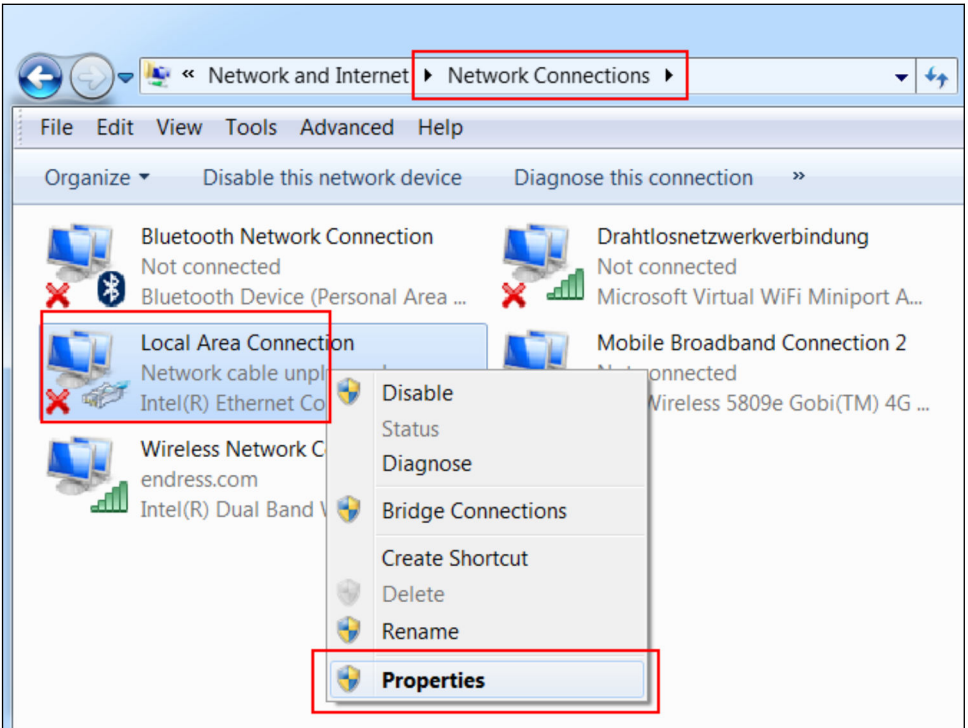 « Network and Internet ▸ Network Connections ▸
File Edit View Tools Advanced Help
Organize Disable this network device Diagnose this connection »
Bluetooth Network Connection
Not connected
Bluetooth Device (Personal Area ...
Drahtlosnetzwerkverbindung
Not connected
Microsoft Virtual WiFi Miniport A...
Local Area Connection
Network cable
Intel(R) Ethernet
Mobile Broadband Connection 2
connected
Wireless 5809e Gobi(TM) 4G ...
Wireless Network
endress.com
Intel(R) Dual Band
Disable
Status
Diagnose
Bridge Connections
Create Shortcut
Delete
Rename
Properties